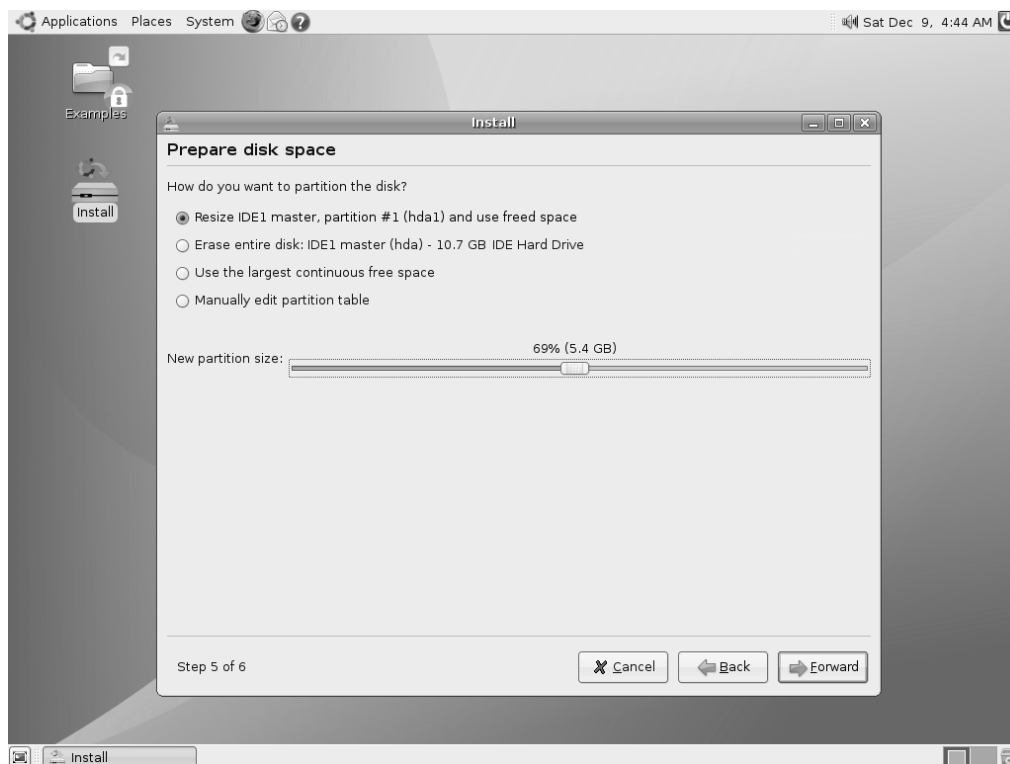 Applications Places System Sat Dec 9, 4:44 AM
Examples
Install
Install
Prepare disk space
How do you want to partition the disk?
Resize IDE1 master, partition #1 (hda1) and use freed space
Erase entire disk: IDE1 master (hda) - 10.7 GB IDE Hard Drive
Use the largest continuous free space
Manually edit partition table
69% (5.4 GB)
New partition size:
Step 5 of 6 Cancel Back Forward
Install